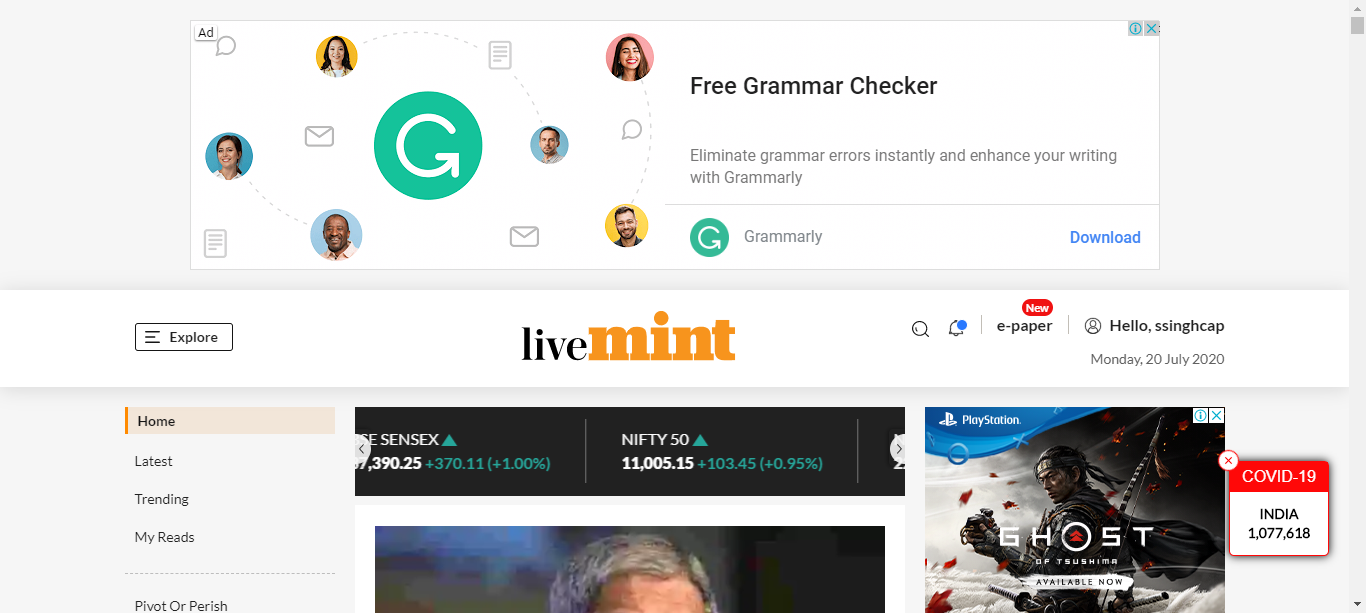 Ad
Free Grammar Checker
Eliminate grammar errors instantly and enhance your writing
with Grammarly
Grammarly
Download
Explore
livemint
New
e-paper
Hello, ssinghcap
Monday, 20 July 2020
Home
Latest
Trending
My Reads
Pivot Or Perish
SE SENSEX
7,390.25 +370.11 (+1.00%)
NIFTY 50
11,005.15 +103.45 (+0.95%)
PlayStation.
GHOST
OF TSUSHIMA
AVAILABLE NOW
COVID-19
INDIA
1,077,618